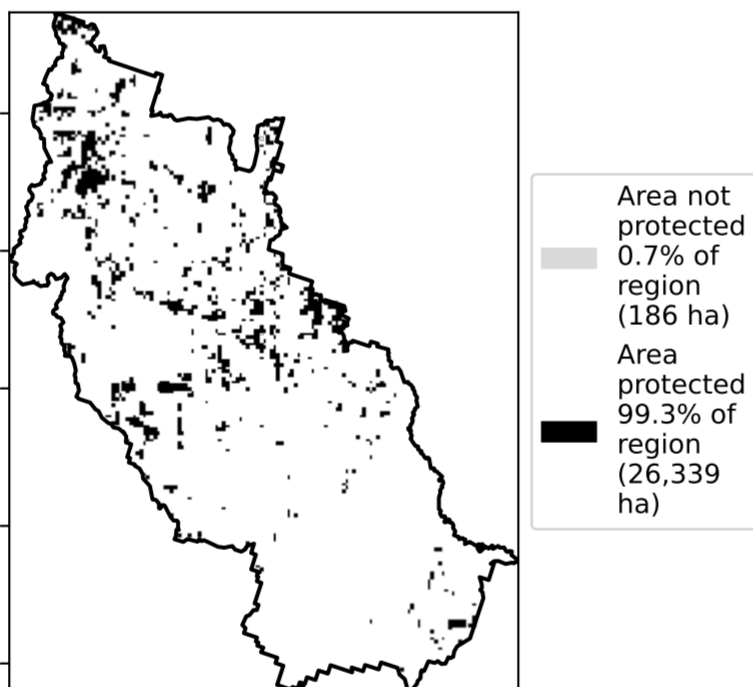 Area not
protected
0.7% of
region
(186 ha)
Area
protected
99.3% of
region
(26,339
ha)